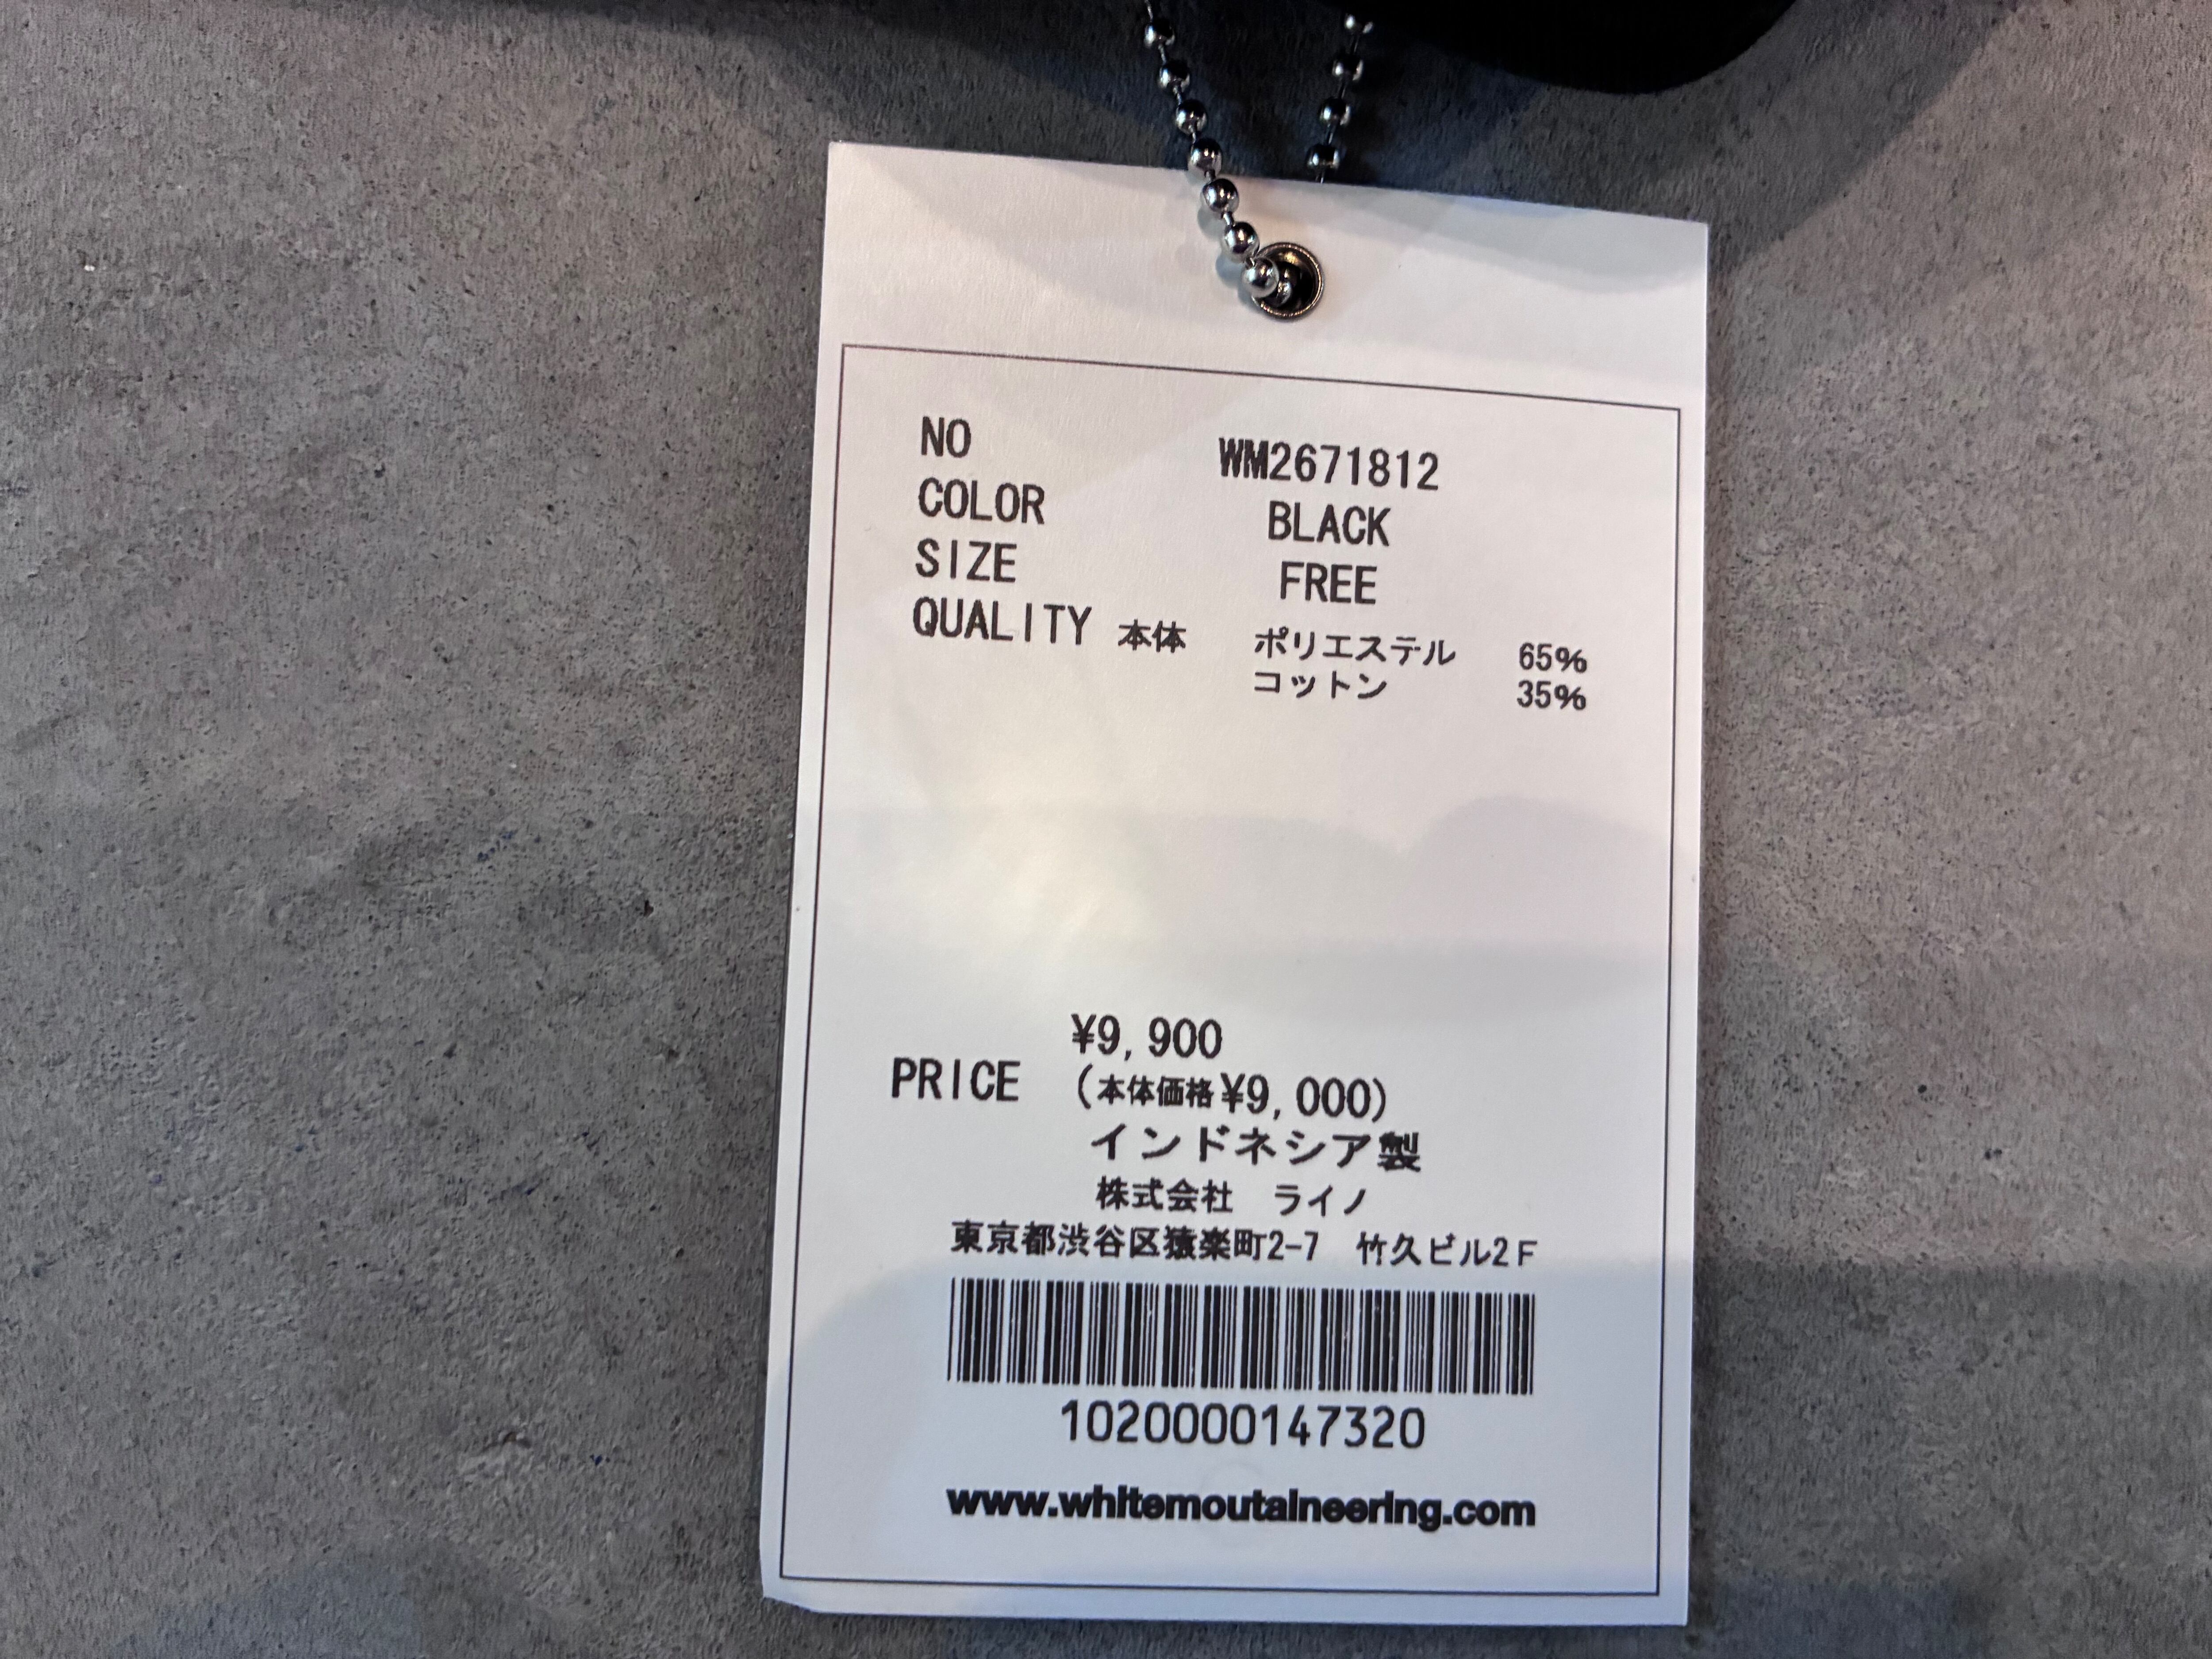 NO WM2671812
COLOR BLACK
SIZE FREE
QUALITY 本体 ポリエステル 65%
コットン 35%
¥9,900
PRICE (本体価格¥9,000)
インドネシア製
株式会社 ライノ
東京都渋谷区猿楽町2-7 竹久ビル2F
1020000147320
www.whitemoutaineering.com